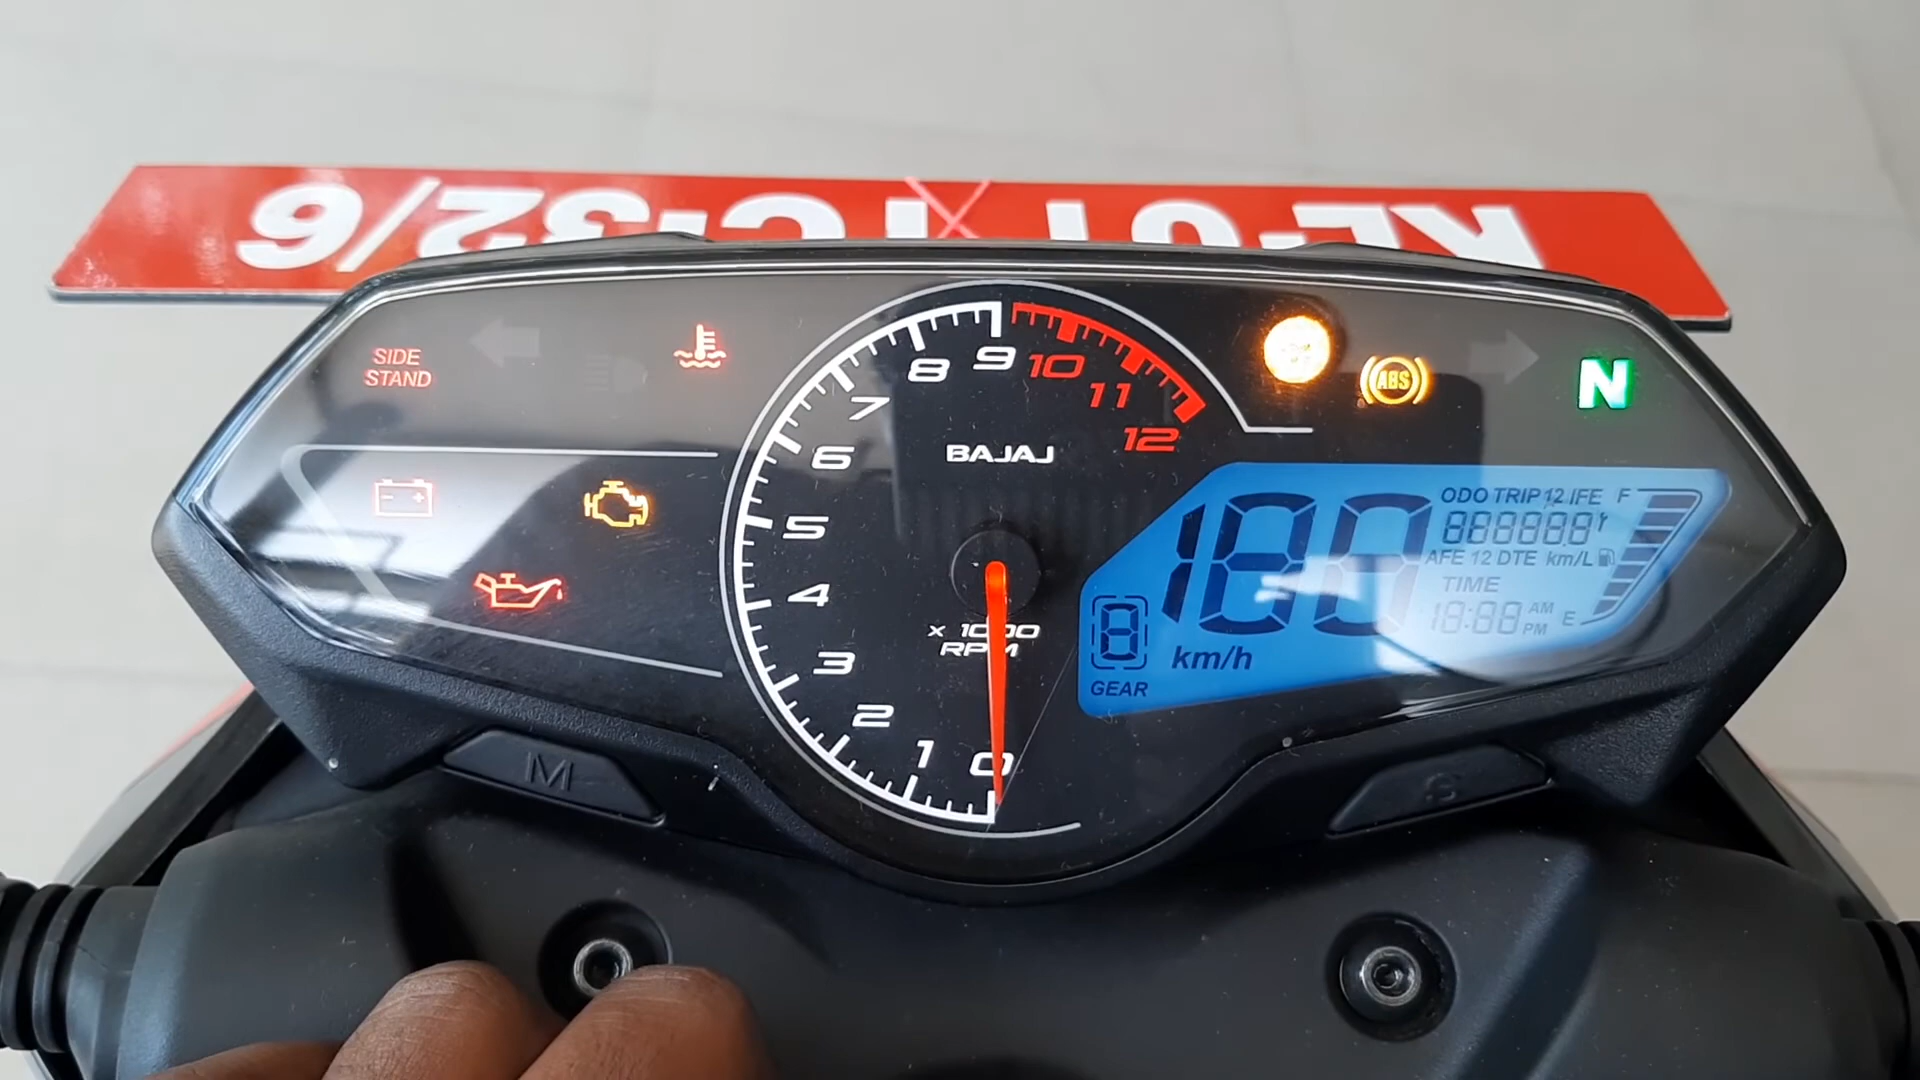 SIDE
STAND
9
8
10
7
11
12
6
BAJAJ
5
4
x 1000
RPM
3
2
1
0
ABS
N
ODO TRIP 12 IFE F
888888
AFE 12 DTE km/L
TIME
18:88 AM
PM E
188
8
km/h
GEAR
M
S